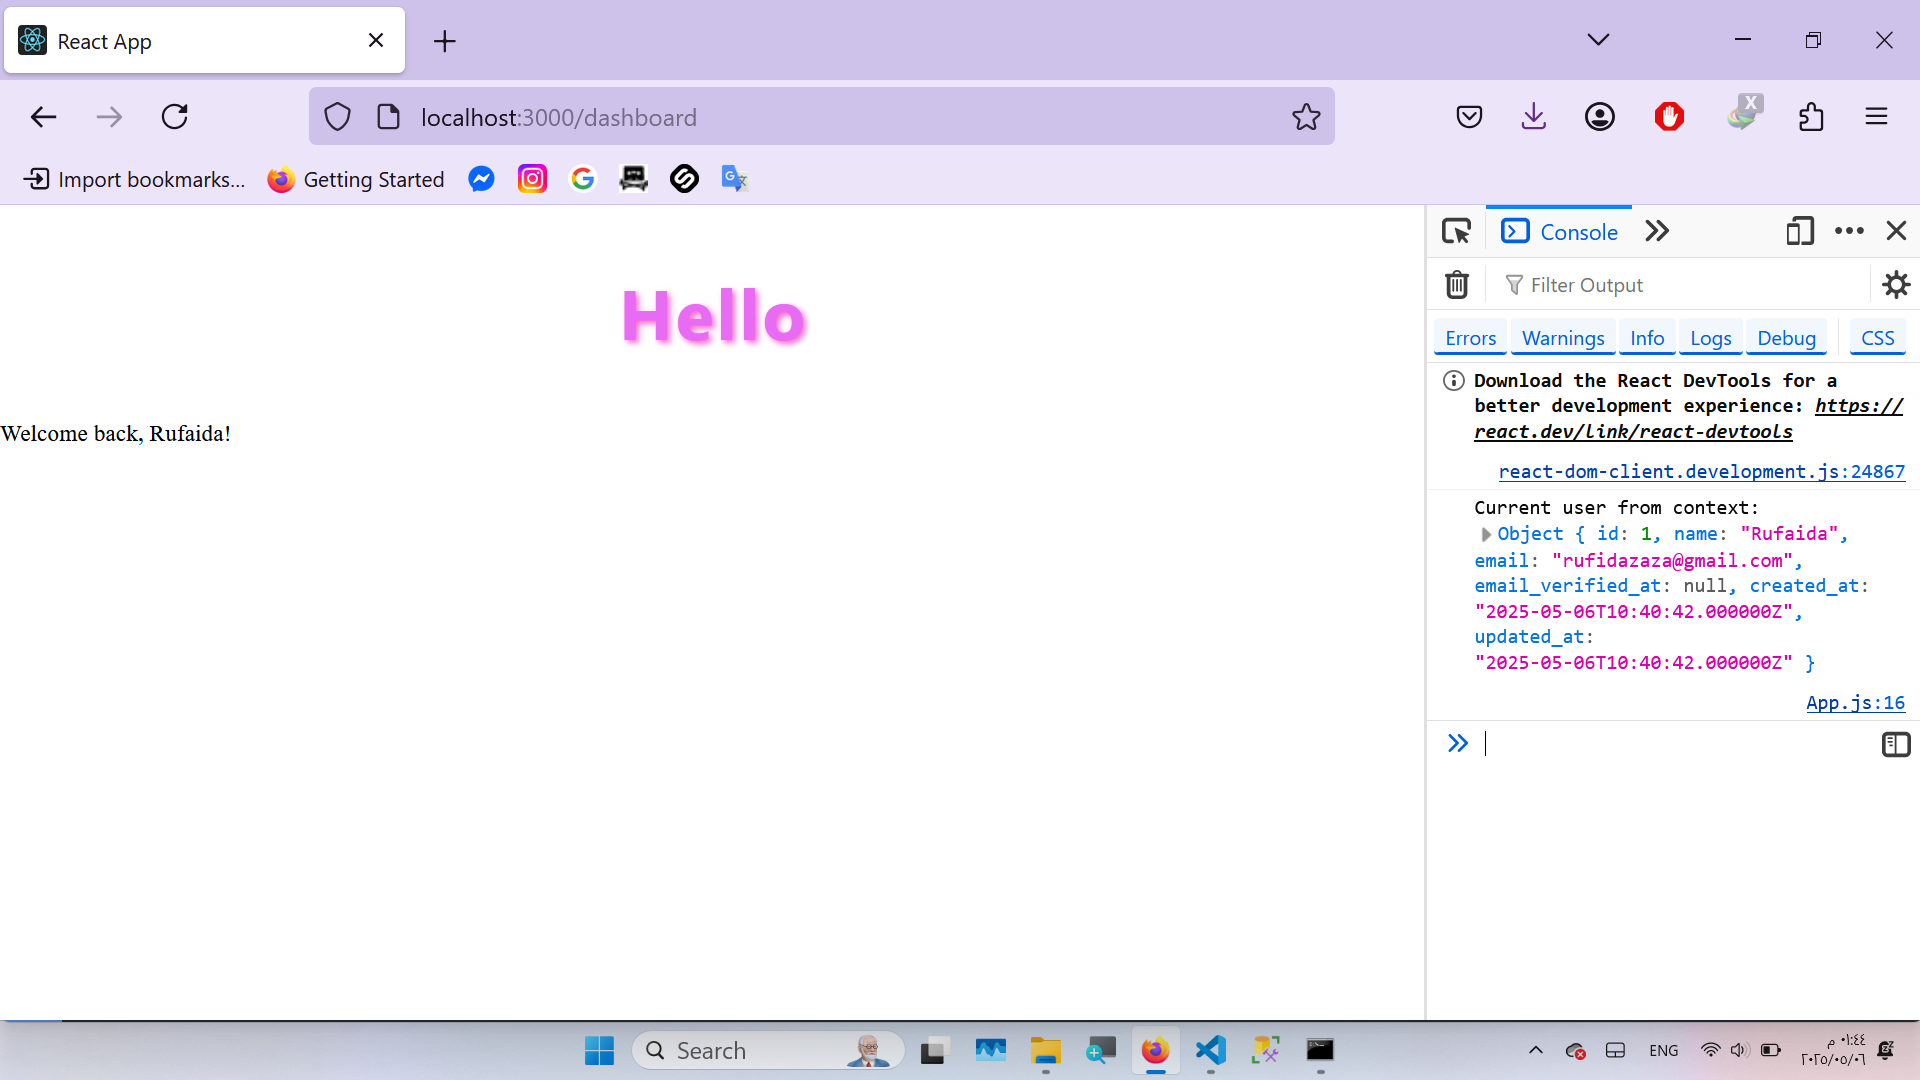 React App
localhost:3000/dashboard
X
Import bookmarks...
Getting Started
Hello
Welcome back, Rufaida!
Console
Filter Output
Errors
Warnings
Info
Logs
Debug
CSS
Download the React DevTools for a
better development experience: https://
react.dev/link/react-devtools
react-dom-client.development.js:24867
Current user from context:
Object { id: 1, name: "Rufaida",
email: "rufidazaza@gmail.com",
email_verified_at: null, created_at:
"2025-05-06T10:40:42.000000Z",
updated_at:
"2025-05-06T10:40:42.000000Z" }
App.js:16
Search
ENG
٠١:٤٤ م
٢٠٢٥/٠٥/٠٦